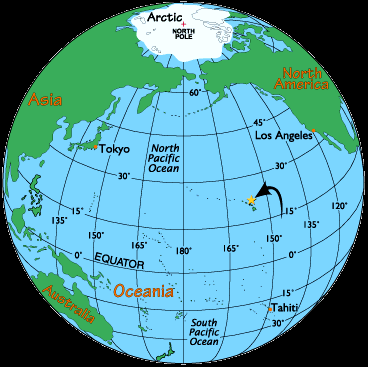 Arctic
NORTH
POLE
North
America
Asia
60°
45°
Los Angeles
Tokyo
North
Pacific
Ocean
30°
30°
15°
15°
120°
135°
135°
150°
150°
165°
180°
165°
0°
0°
EQUATOR
Oceania
Australia
15°
Tahiti
30°
South
Pacific
Ocean